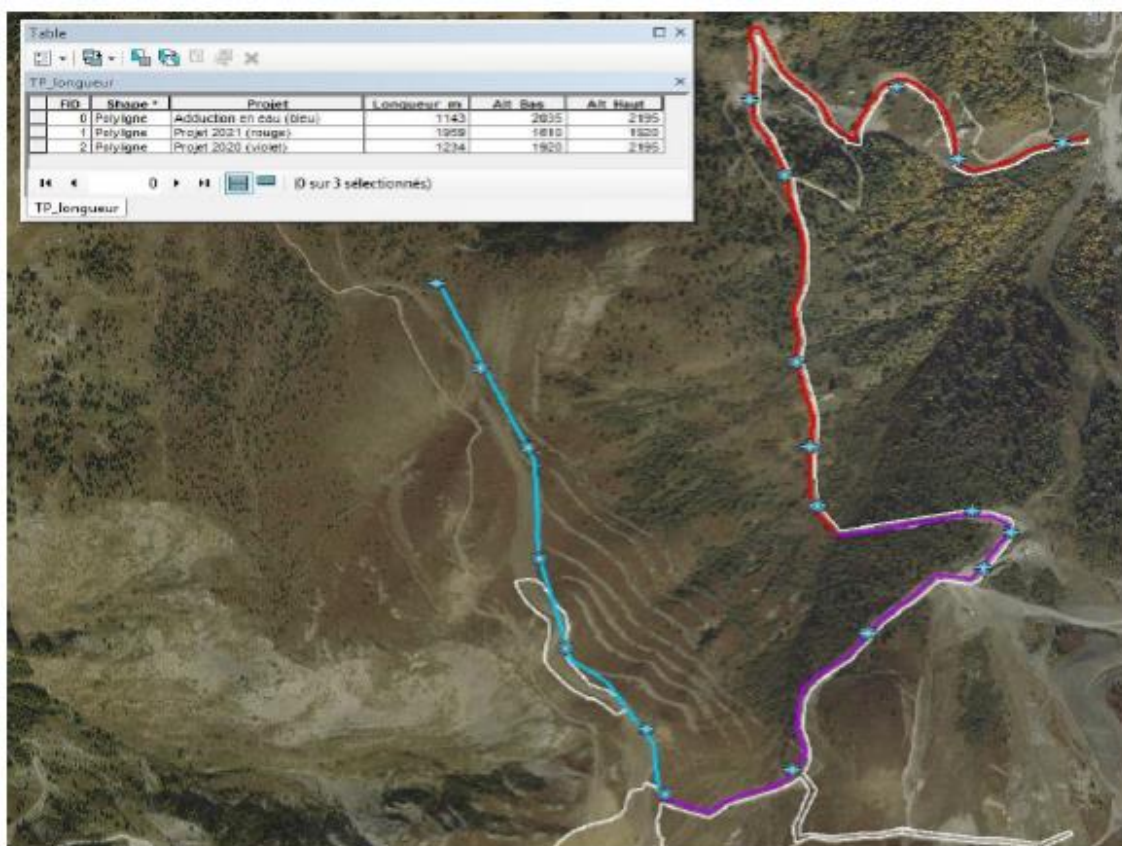 Table
TP_longueur
FID Shape * Projet Longueur_m Alt_Bas Alt_Haut
0 Polyligne Adduction en eau (bleu) 1143 2035 2195
1 Polyligne Projet 2021 (rouge) 1959 1610 1920
2 Polyligne Projet 2020 (violet) 1234 1920 2195
0 (0 sur 3 sélectionnés)
TP_longueur